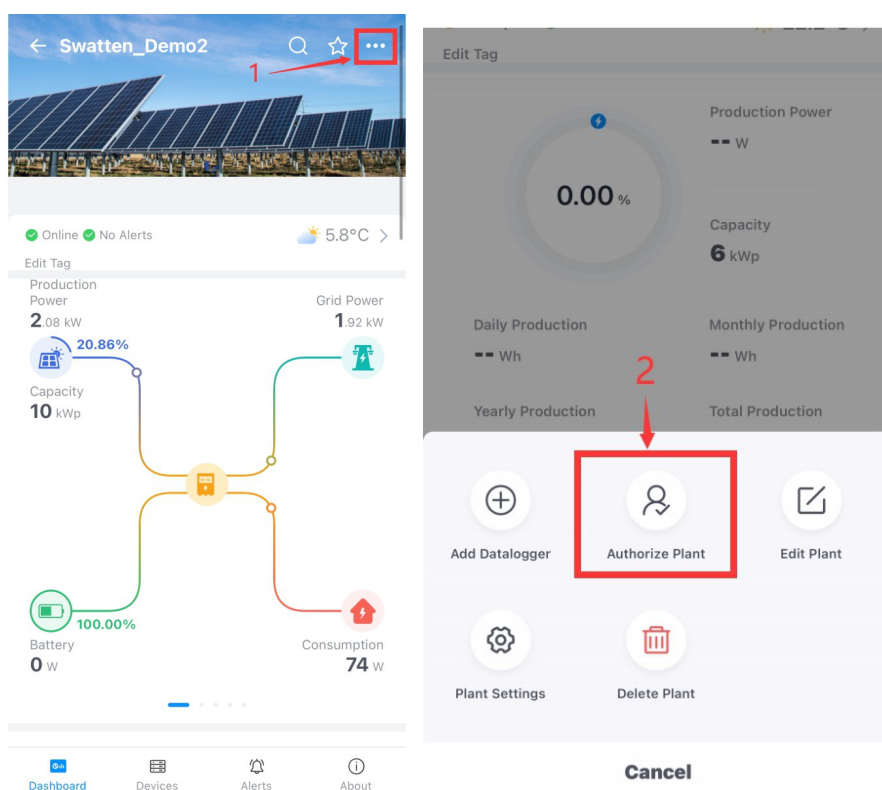 Swatten_Demo2
1
Online No Alerts
5.8°C
Edit Tag
Production
Power
2.08 kW
Grid Power
1.92 kW
20.86%
Capacity
10 kWp
100.00%
Battery
0 W
Consumption
74 W
Dashboard
Devices
Alerts
About
Edit Tag
Production Power
-- W
0.00 %
Capacity
6 kWp
Daily Production
-- Wh
Monthly Production
-- Wh
2
Yearly Production
Total Production
Add Datalogger
Authorize Plant
Edit Plant
Plant Settings
Delete Plant
Cancel